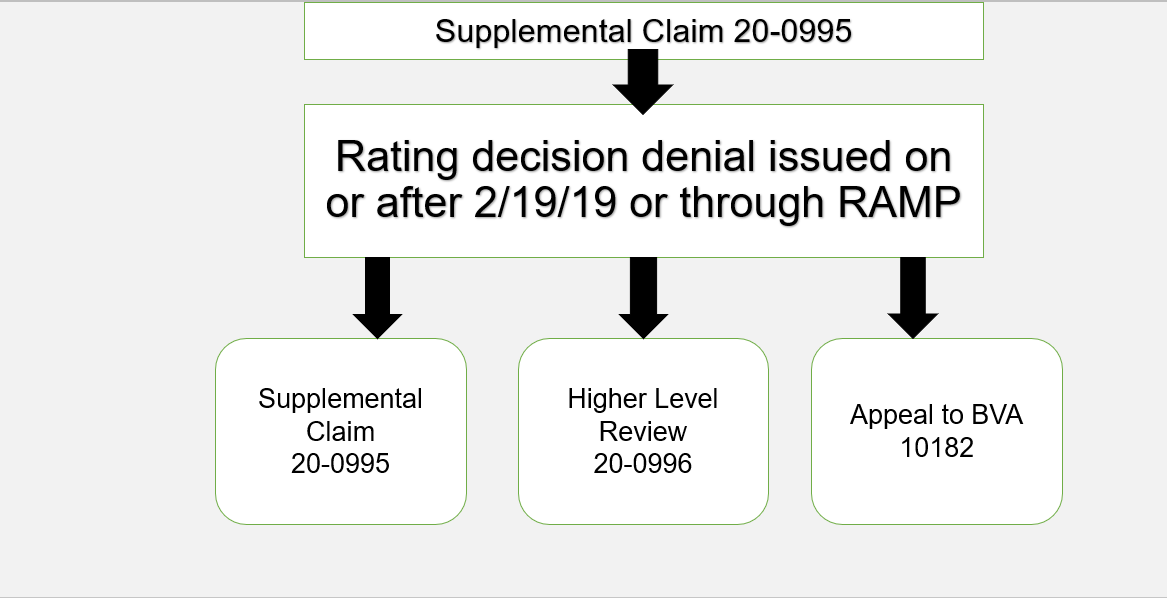 Supplemental Claim 20-0995
Rating decision denial issued on
or after 2/19/19 or through RAMP
Supplemental
Claim
20-0995
Higher Level
Review
20-0996
Appeal to BVA
10182